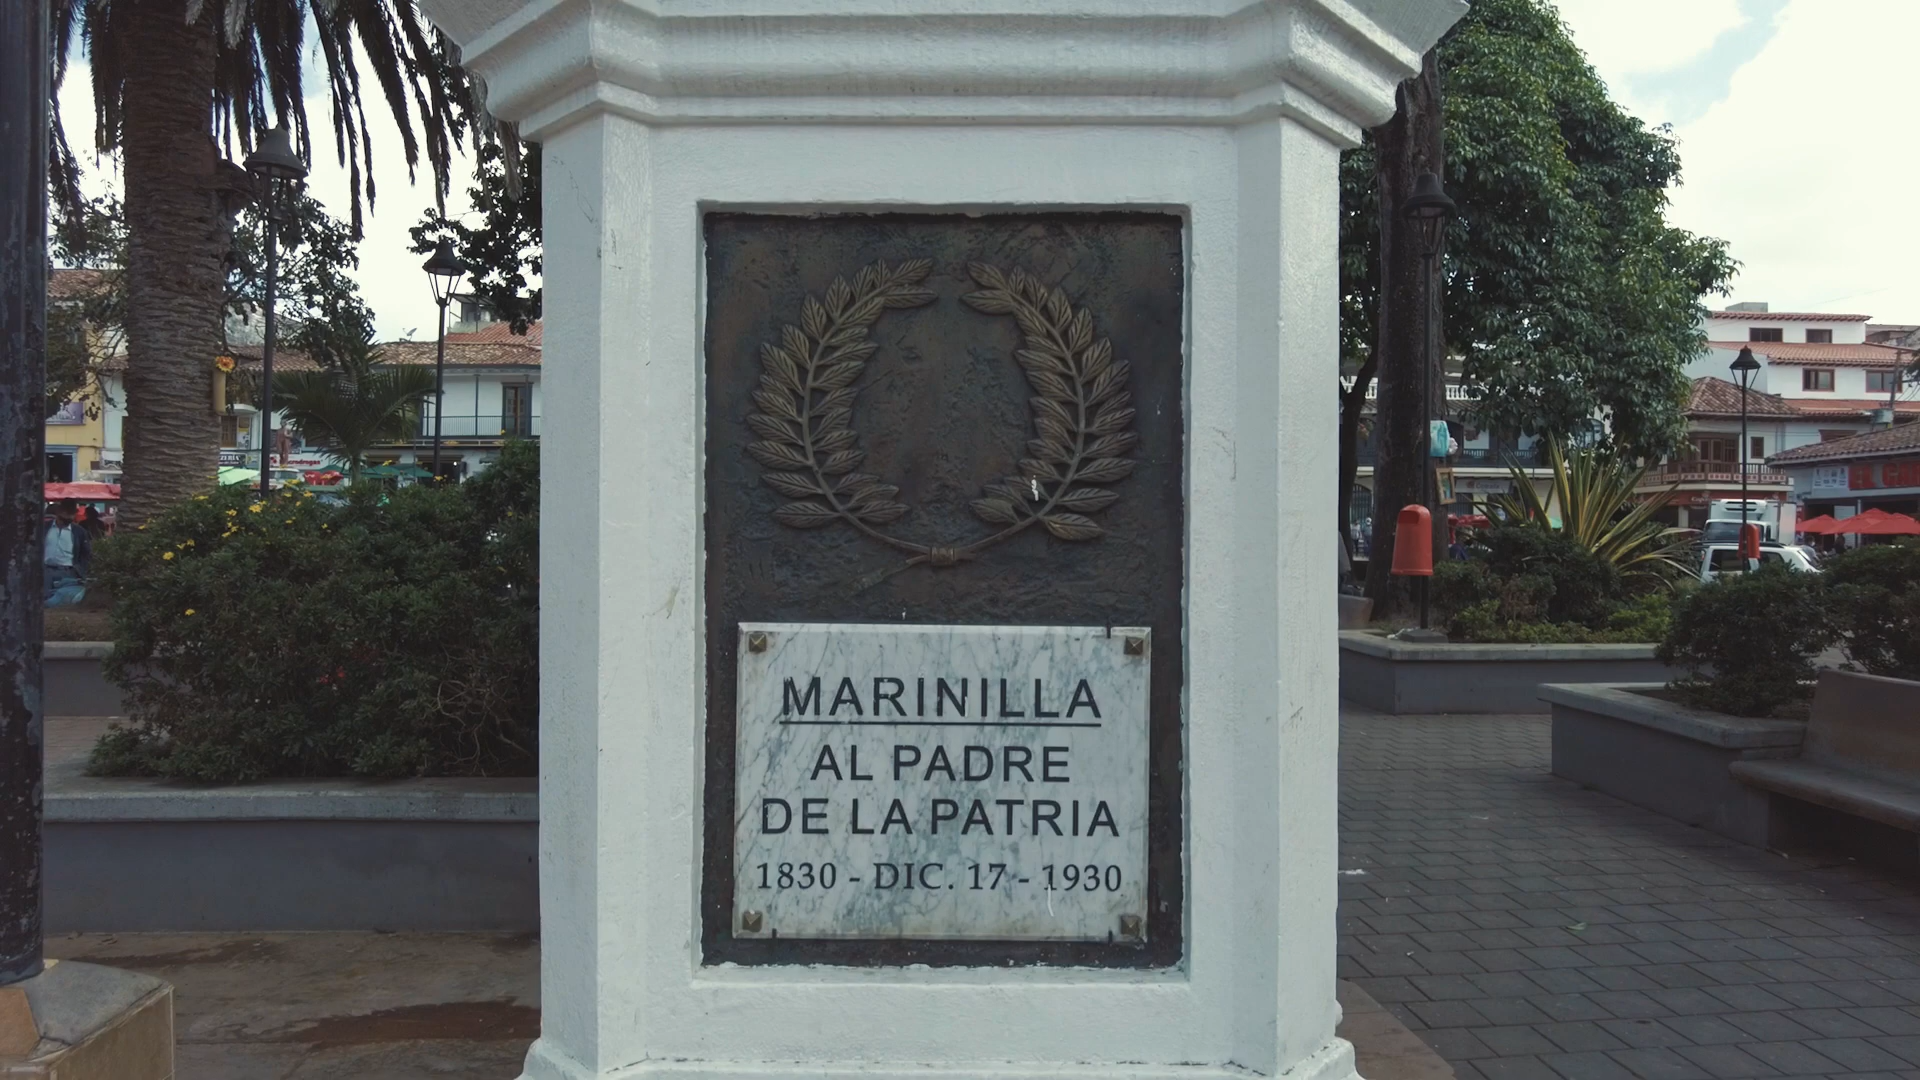 MARINILLA
AL PADRE
DE LA PATRIA
1830 - DIC. 17 - 1930